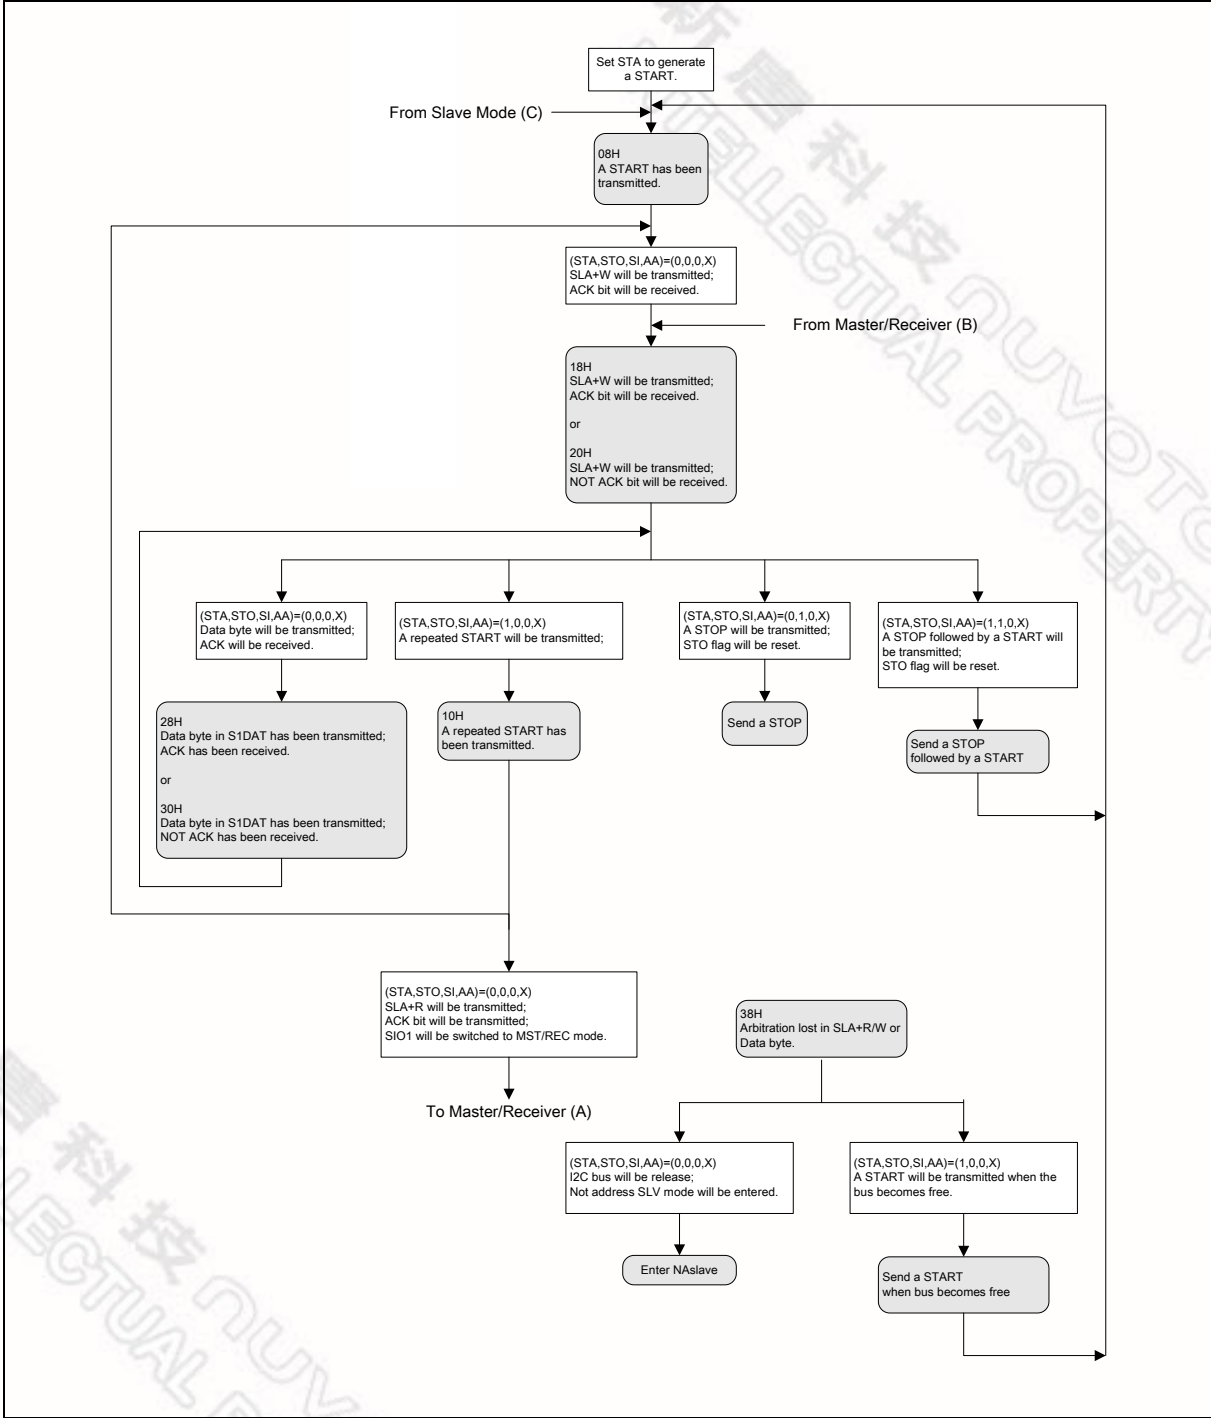 Set STA to generate
a START.
From Slave Mode (C)
08H
A START has been
transmitted.
(STA,STO,SI,AA)=(0,0,0,X)
SLA+W will be transmitted;
ACK bit will be received.
From Master/Receiver (B)
18H
SLA+W will be transmitted;
ACK bit will be received.
or
20H
SLA+W will be transmitted;
NOT ACK bit will be received.
(STA,STO,SI,AA)=(0,0,0,X)
Data byte will be transmitted;
ACK will be received.
(STA,STO,SI,AA)=(1,0,0,X)
A repeated START will be transmitted;
(STA,STO,SI,AA)=(0,1,0,X)
A STOP will be transmitted;
STO flag will be reset.
(STA,STO,SI,AA)=(1,1,0,X)
A STOP followed by a START will
be transmitted;
STO flag will be reset.
28H
Data byte in S1DAT has been transmitted;
ACK has been received.
or
30H
Data byte in S1DAT has been transmitted;
NOT ACK has been received.
10H
A repeated START has
been transmitted.
Send a STOP
Send a STOP
followed by a START
(STA,STO,SI,AA)=(0,0,0,X)
SLA+R will be transmitted;
ACK bit will be transmitted;
SIO1 will be switched to MST/REC mode.
To Master/Receiver (A)
38H
Arbitration lost in SLA+R/W or
Data byte.
(STA,STO,SI,AA)=(0,0,0,X)
I2C bus will be release;
Not address SLV mode will be entered.
(STA,STO,SI,AA)=(1,0,0,X)
A START will be transmitted when the
bus becomes free.
Enter NAslave
Send a START
when bus becomes free
新唐科技 nuvoto
TELLECTUAL PROPERTY
唐科技 nuvo
LLECTUAL P